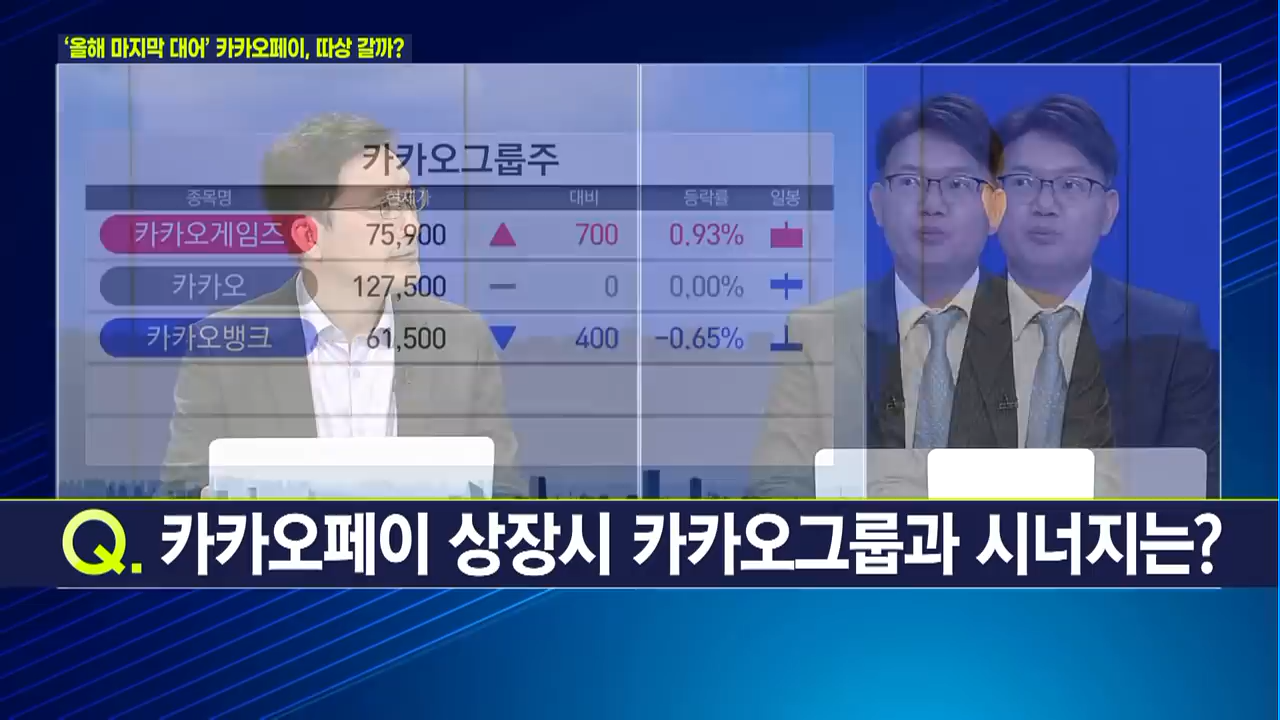 ‘올해 마지막 대어’ 카카오페이, 따상 갈까?
카카오그룹주
종목명 현재가 대비 등락률 일봉
카카오게임즈 75,900 ▲ 700 0.93%
카카오 127,500 0 0.00%
카카오뱅크 61,500 ▼ 400 -0.65%
Q. 카카오페이 상장시 카카오그룹과 시너지는?